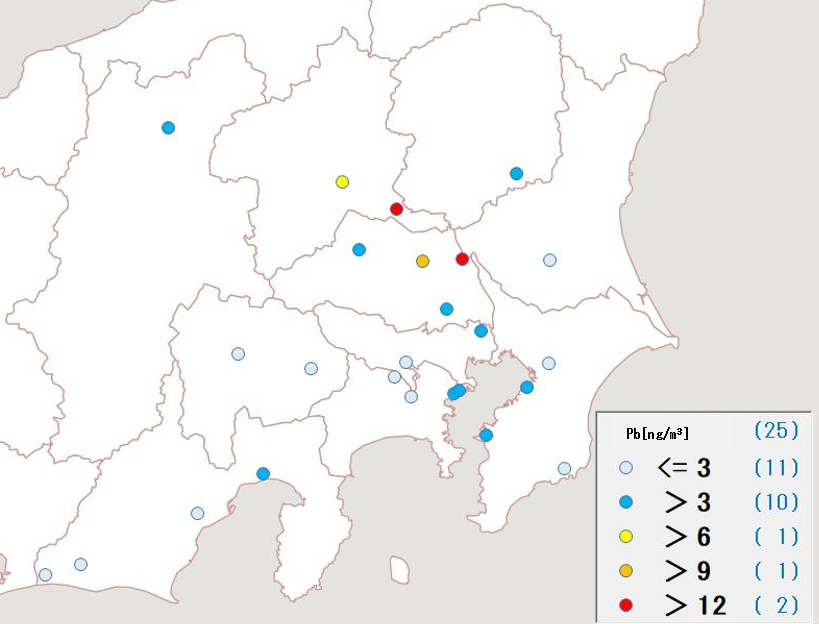 Pb[ng/m³] (25)
<= 3 (11)
> 3 (10)
> 6 ( 1)
> 9 ( 1)
> 12 ( 2)